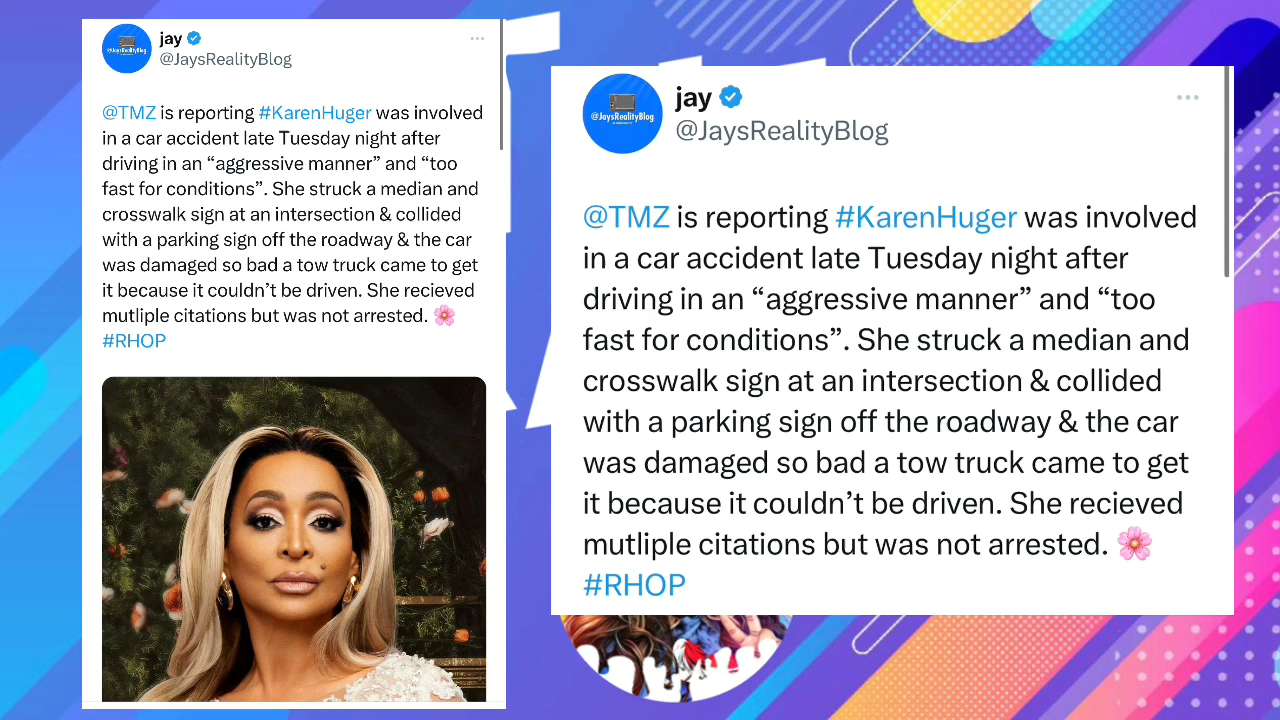 jay
@JaysRealityBlog
@TMZ is reporting #KarenHuger was involved
in a car accident late Tuesday night after
driving in an “aggressive manner” and “too
fast for conditions”. She struck a median and
crosswalk sign at an intersection & collided
with a parking sign off the roadway & the car
was damaged so bad a tow truck came to get
it because it couldn’t be driven. She recieved
mutliple citations but was not arrested. 🌸
#RHOP
@JaysRealityBlog
jay
@JaysRealityBlog
@TMZ is reporting #KarenHuger was involved
in a car accident late Tuesday night after
driving in an “aggressive manner” and “too
fast for conditions”. She struck a median and
crosswalk sign at an intersection & collided
with a parking sign off the roadway & the car
was damaged so bad a tow truck came to get
it because it couldn’t be driven. She recieved
mutliple citations but was not arrested. 🌸
#RHOP